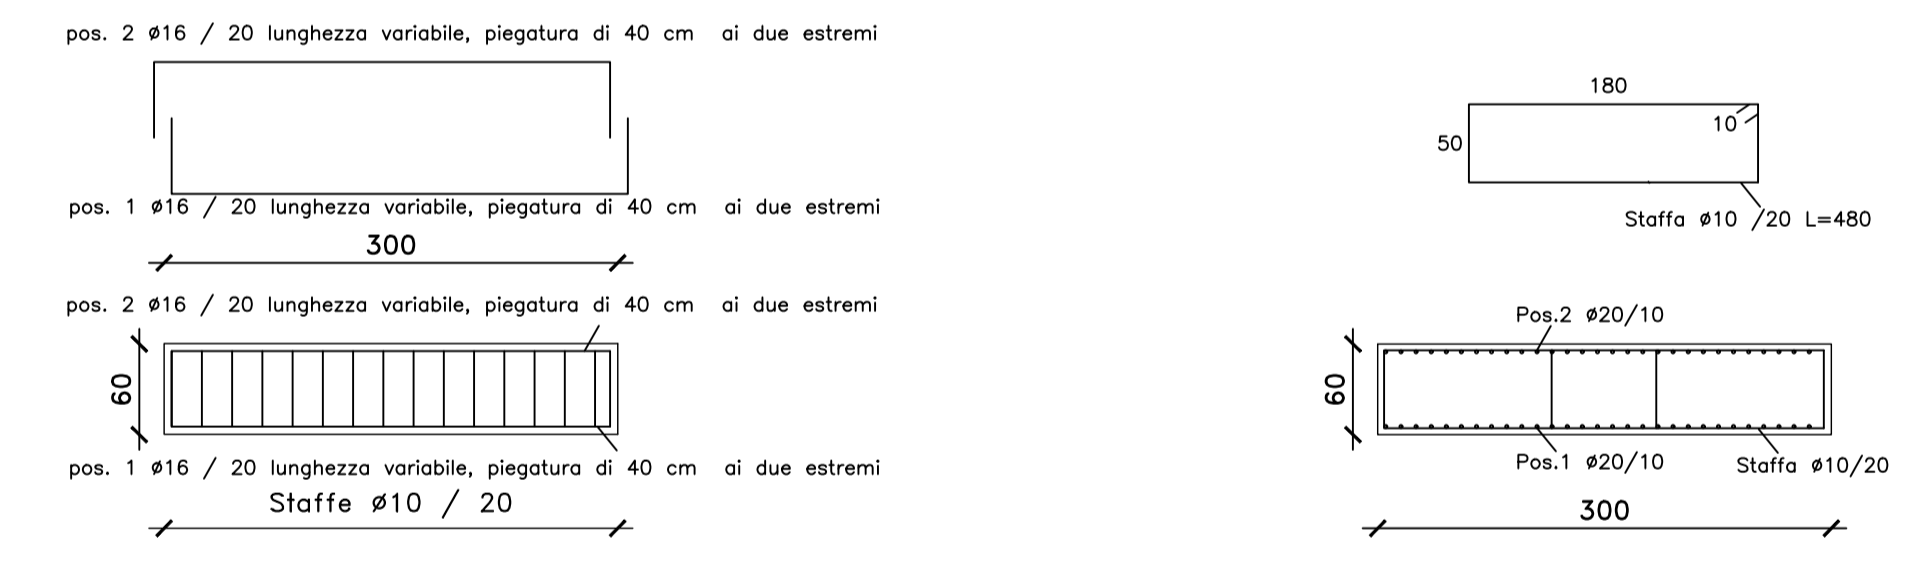 pos. 2 ø16 / 20 lunghezza variabile, piegatura di 40 cm ai due estremi
pos. 1 ø16 / 20 lunghezza variabile, piegatura di 40 cm ai due estremi
300
pos. 2 ø16 / 20 lunghezza variabile, piegatura di 40 cm ai due estremi
60
pos. 1 ø16 / 20 lunghezza variabile, piegatura di 40 cm ai due estremi
Staffe ø10 / 20
180
10
50
Staffa ø10 /20 L=480
Pos.2 ø20/10
60
Pos.1 ø20/10
Staffa ø10/20
300